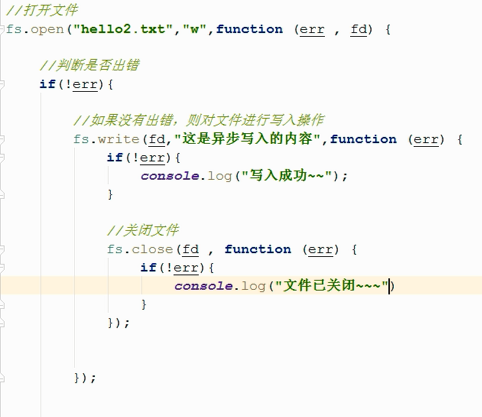 //打开文件
fs.open("hello2.txt","w",function (err , fd) {
//判断是否出错
if(!err){
//如果没有出错，则对文件进行写入操作
fs.write(fd,"这是异步写入的内容",function (err) {
if(!err){
console.log("写入成功~~");
}
//关闭文件
fs.close(fd , function (err) {
if(!err){
console.log("文件已关闭~~~")
}
});
});